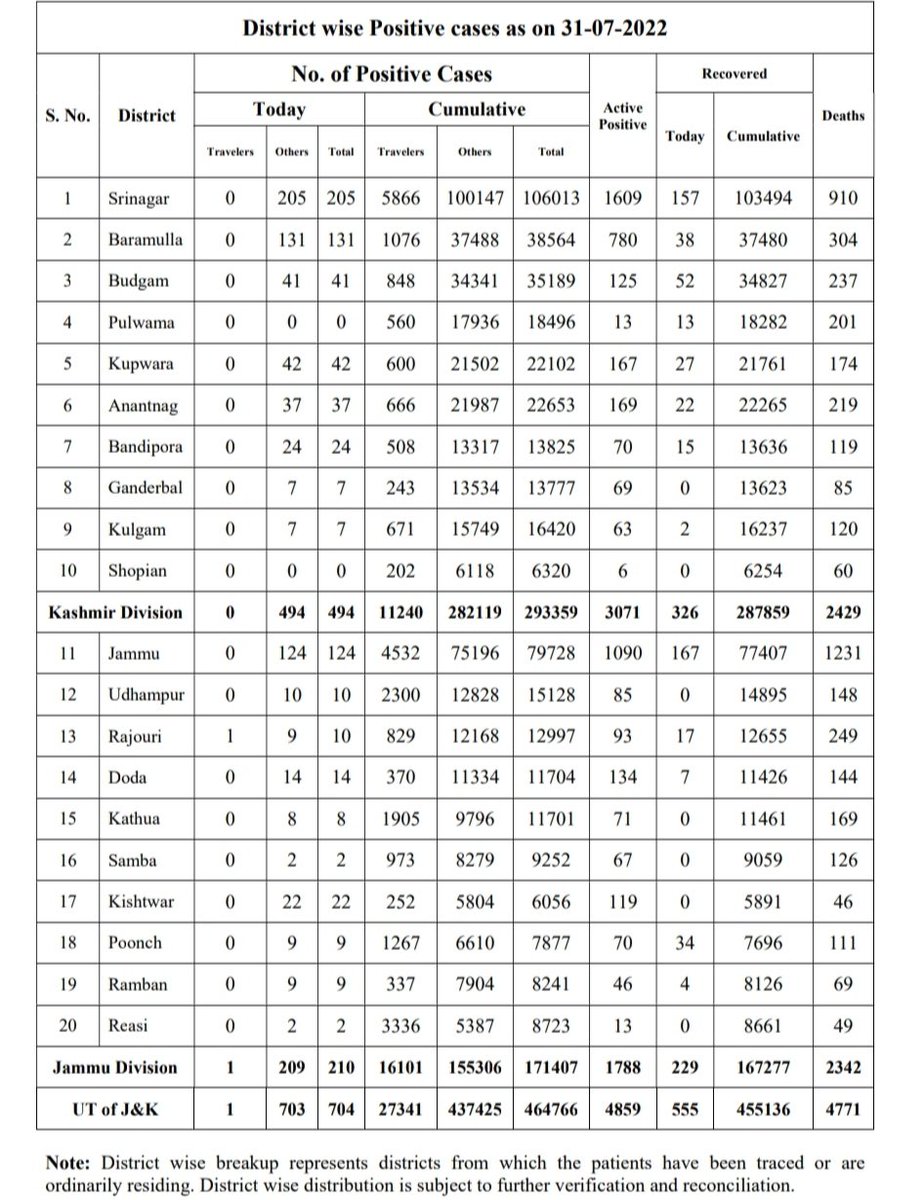 District wise Positive cases as on 31-07-2022
S. No. District No. of Positive Cases Active Positive Recovered Deaths
Today Cumulative Today Cumulative
Travelers Others Total Travelers Others Total
1 Srinagar 0 205 205 5866 100147 106013 1609 157 103494 910
2 Baramulla 0 131 131 1076 37488 38564 780 38 37480 304
3 Budgam 0 41 41 848 34341 35189 125 52 34827 237
4 Pulwama 0 0 0 560 17936 18496 13 13 18282 201
5 Kupwara 0 42 42 600 21502 22102 167 27 21761 174
6 Anantnag 0 37 37 666 21987 22653 169 22 22265 219
7 Bandipora 0 24 24 508 13317 13825 70 15 13636 119
8 Ganderbal 0 7 7 243 13534 13777 69 0 13623 85
9 Kulgam 0 7 7 671 15749 16420 63 2 16237 120
10 Shopian 0 0 0 202 6118 6320 6 0 6254 60
Kashmir Division 0 494 494 11240 282119 293359 3071 326 287859 2429
11 Jammu 0 124 124 4532 75196 79728 1090 167 77407 1231
12 Udhampur 0 10 10 2300 12828 15128 85 0 14895 148
13 Rajouri 1 9 10 829 12168 12997 93 17 12655 249
14 Doda 0 14 14 370 11334 11704 134 7 11426 144
15 Kathua 0 8 8 1905 9796 11701 71 0 11461 169
16 Samba 0 2 2 973 8279 9252 67 0 9059 126
17 Kishtwar 0 22 22 252 5804 6056 119 0 5891 46
18 Poonch 0 9 9 1267 6610 7877 70 34 7696 111
19 Ramban 0 9 9 337 7904 8241 46 4 8126 69
20 Reasi 0 2 2 3336 5387 8723 13 0 8661 49
Jammu Division 1 209 210 16101 155306 171407 1788 229 167277 2342
UT of J&K 1 703 704 27341 437425 464766 4859 555 455136 4771
Note: District wise breakup represents districts from which the patients have been traced or are
ordinarily residing. District wise distribution is subject to further verification and reconciliation.